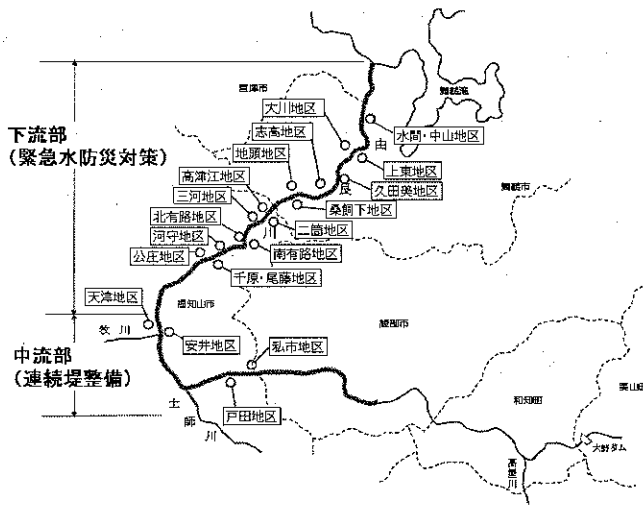 宮津市
舞鶴港
大川地区
水間・中山地区
由
志高地区
下流部
(緊急水防災対策)
地頭地区
上東地区
良
久田美地区
舞鶴市
高津江地区
三河地区
桑飼下地区
北有路地区
川
二箇地区
河守地区
南有路地区
公庄地区
千原・尾藤地区
天津地区
福知山市
綾部市
牧川
安井地区
私市地区
中流部
(連続堤整備)
戸田地区
土師川
和知町
美山町
大野ダム
高屋川